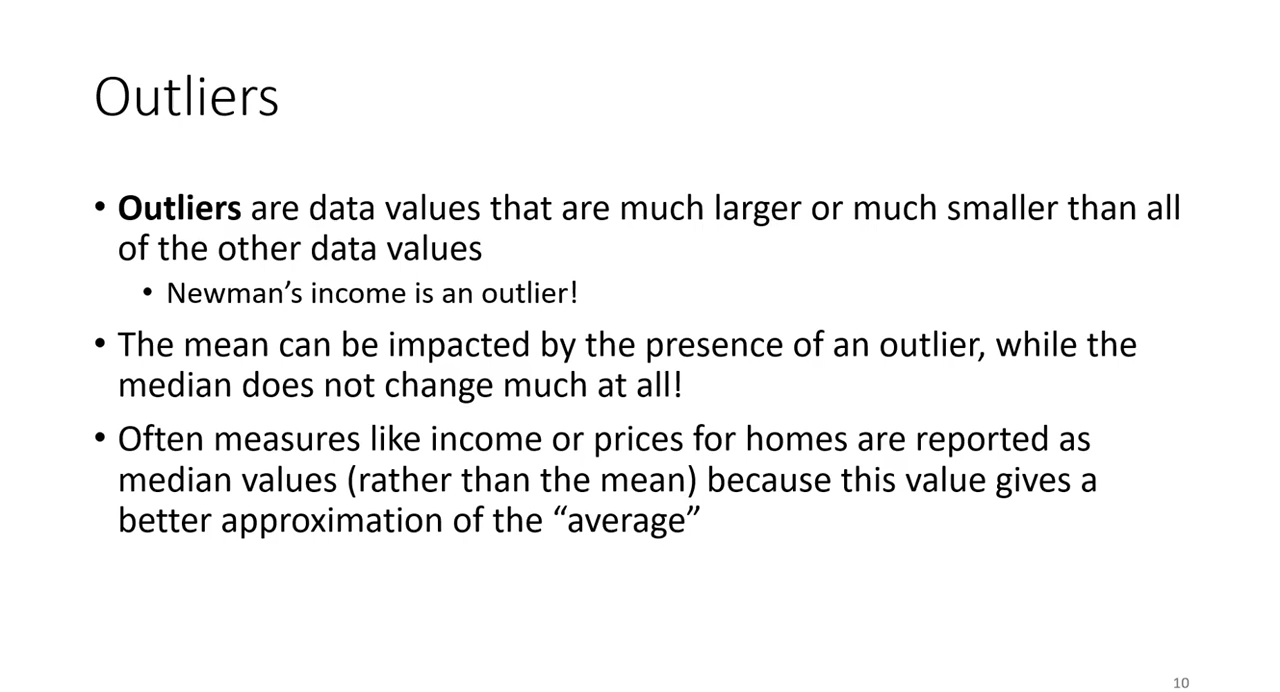 Outliers
• Outliers are data values that are much larger or much smaller than all
of the other data values
• Newman’s income is an outlier!
• The mean can be impacted by the presence of an outlier, while the
median does not change much at all!
• Often measures like income or prices for homes are reported as
median values (rather than the mean) because this value gives a
better approximation of the “average”
10